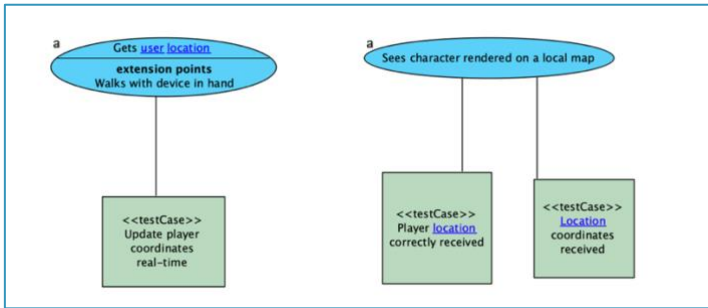 a
Gets user location
extension points
Walks with device in hand
<<testCase>>
Update player
coordinates
real-time
a
Sees character rendered on a local map
<<testCase>>
Player location
correctly received
<<testCase>>
Location
coordinates
received